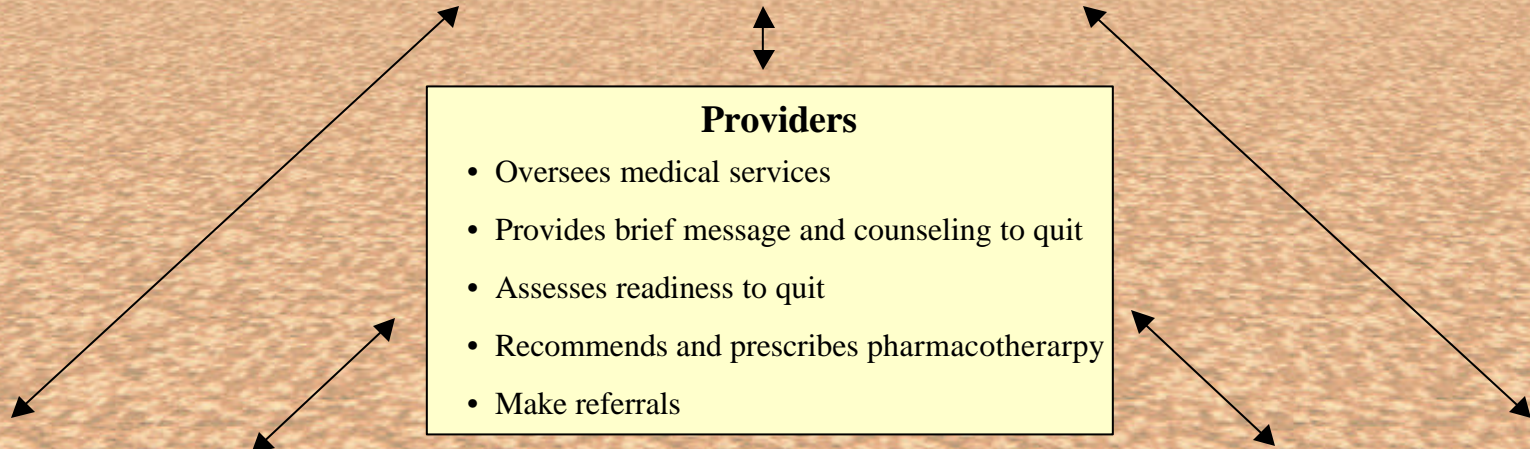 Providers
• Oversees medical services
• Provides brief message and counseling to quit
• Assesses readiness to quit
• Recommends and prescribes pharmacotherarpy
• Make referrals